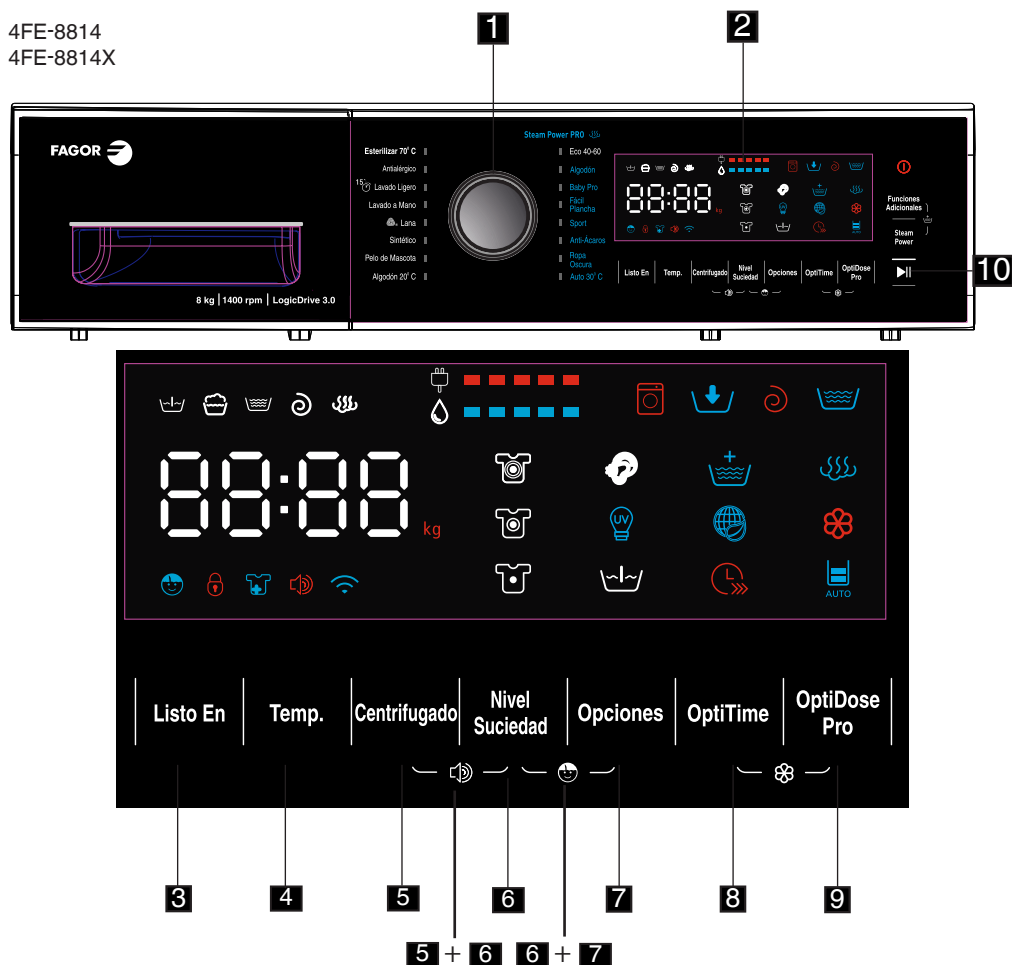 4FE-8814
4FE-8814X
1
2
FAGOR
Steam Power PRO
Esterilizar 70° C
Antialérgico
15' Lavado Ligero
Lavado a Mano
Lana
Sintético
Pelo de Mascota
Algodón 20° C
Eco 40-60
Algodón
Baby Pro
Fácil
Plancha
Sport
Anti-Ácaros
Ropa
Oscura
Auto 30° C
88:88 kg
Funciones
Adicionales
Steam
Power
10
Listo En
Temp.
Centrifugado
Nivel
Suciedad
Opciones
OptiTime
OptiDose
Pro
8 kg | 1400 rpm | LogicDrive 3.0
88:88 kg
UV
AUTO
Listo En
Temp.
Centrifugado
Nivel
Suciedad
Opciones
OptiTime
OptiDose
Pro
3
4
5
6
7
8
9
5 + 6
6 + 7